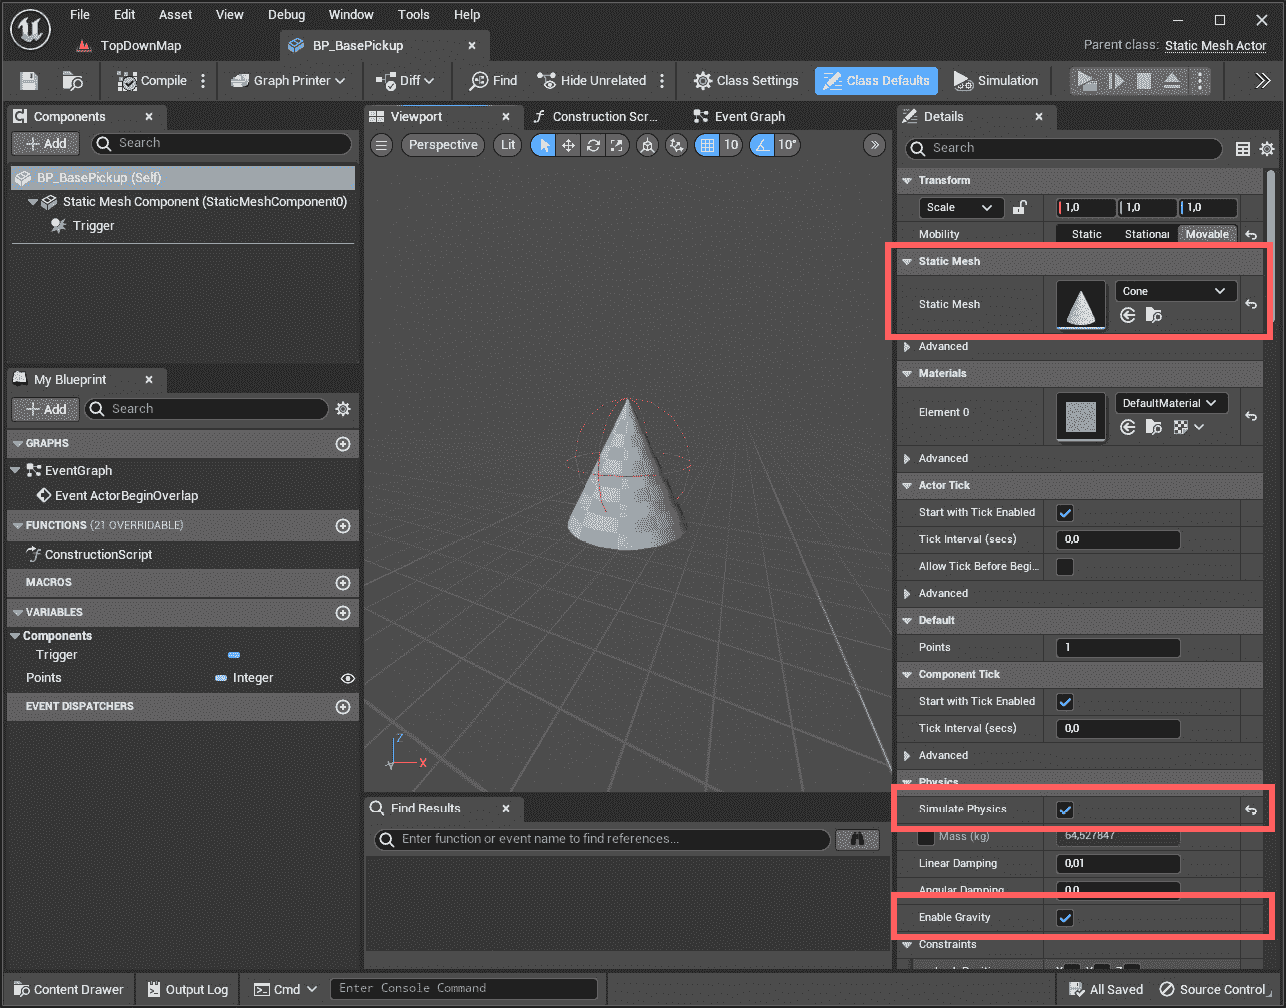 File Edit Asset View Debug Window Tools Help
TopDownMap
BP_BasePickup
Parent class: Static Mesh Actor
Compile
Graph Printer
Diff
Find
Hide Unrelated
Class Settings
Class Defaults
Simulation
Components
Add
Search
BP_BasePickup (Self)
Static Mesh Component (StaticMeshComponent0)
Trigger
My Blueprint
Add
Search
GRAPHS
EventGraph
Event ActorBeginOverlap
FUNCTIONS (21 OVERRIDABLE)
ConstructionScript
MACROS
VARIABLES
Components
Trigger
Points Integer
EVENT DISPATCHERS
Viewport
Construction Scr...
Event Graph
Perspective
Lit
10
10°
Z
X
Y
Find Results
Enter function or event name to find references...
Details
Search
Transform
Scale 1,0 1,0 1,0
Mobility Static Stationar Movable
Static Mesh
Static Mesh Cone
Advanced
Materials
Element 0 DefaultMaterial
Advanced
Actor Tick
Start with Tick Enabled
Tick Interval (secs) 0,0
Allow Tick Before Begi...
Advanced
Default
Points 1
Component Tick
Start with Tick Enabled
Tick Interval (secs) 0,0
Advanced
Physics
Simulate Physics
Mass (kg) 64,527847
Linear Damping 0,01
Angular Damping 0,0
Enable Gravity
Constraints
Content Drawer
Output Log
Cmd
Enter Console Command
All Saved
Source Control